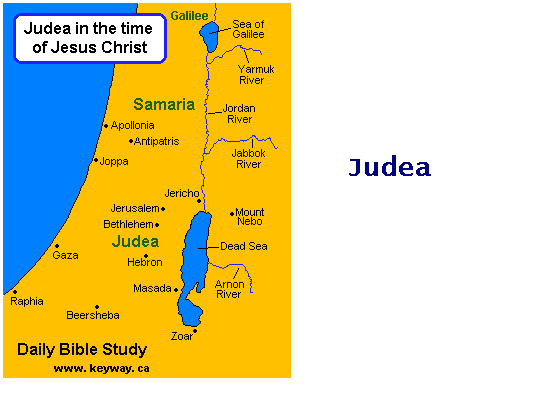 Galilee
Judea in the time
of Jesus Christ
Sea of
Galilee
Yarmuk
River
Samaria
Jordan
River
Apollonia
Antipatris
Jabbok
River
Joppa
Judea
Jericho
Jerusalem
Mount
Nebo
Bethlehem
Judea
Dead Sea
Gaza
Hebron
Arnon
River
Masada
Raphia
Beersheba
Zoar
Daily Bible Study
www.keyway.ca